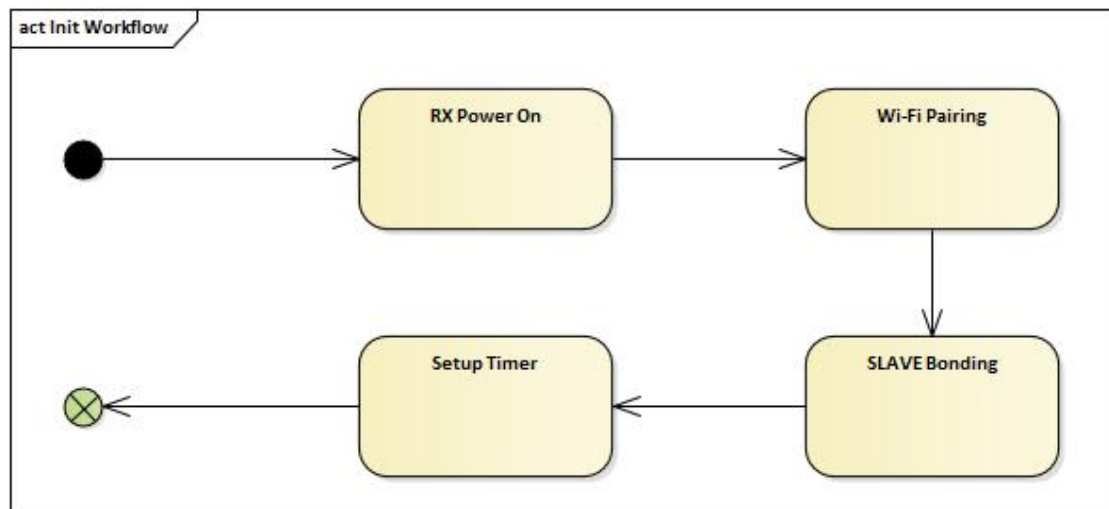 act Init Workflow
RX Power On
Wi-Fi Pairing
Setup Timer
SLAVE Bonding